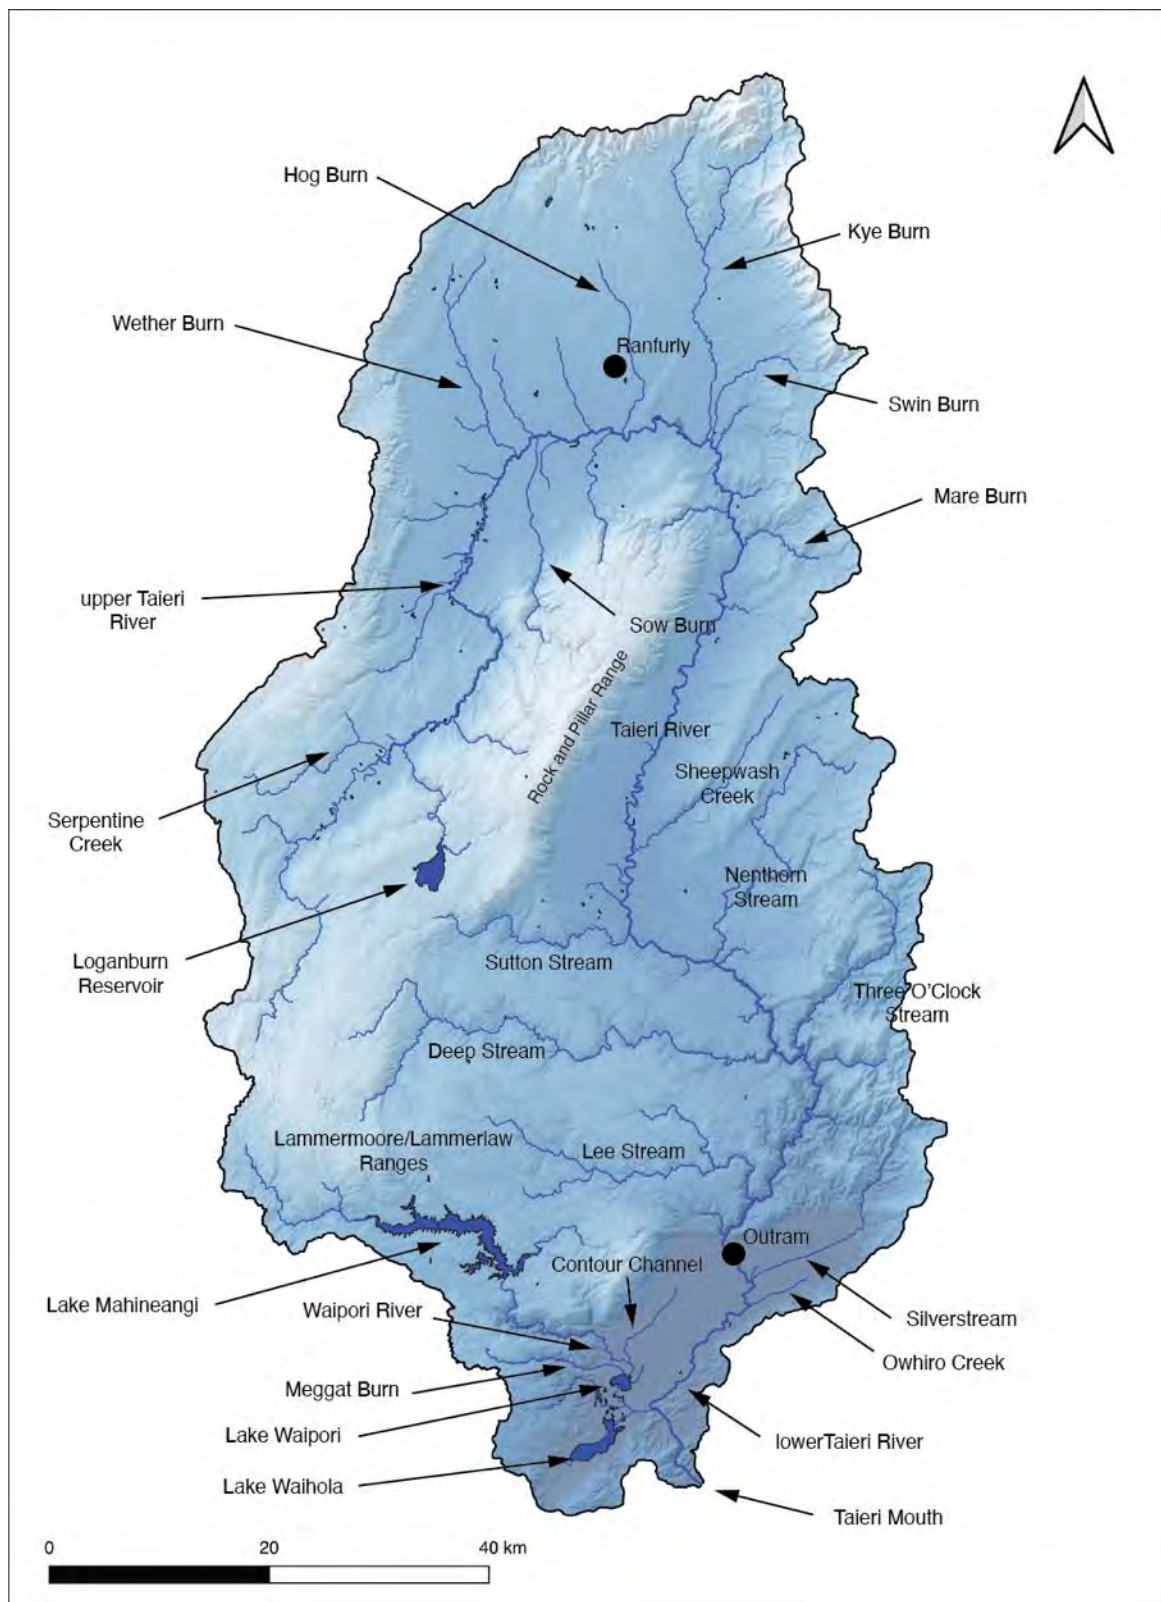 Hog Burn
Kye Burn
Wether Burn
Ranfurly
Swin Burn
Mare Burn
upper Taieri
River
Sow Burn
Rock and Pillar Range
Taieri River
Sheepwash
Creek
Serpentine
Creek
Nenthorn
Stream
Loganburn
Reservoir
Sutton Stream
Three O'Clock
Stream
Deep Stream
Lammermoore/Lammerlaw
Ranges
Lee Stream
Outram
Contour Channel
Lake Mahineangi
Waipori River
Silverstream
Owhiro Creek
Meggat Burn
Lake Waipori
lowerTaieri River
Lake Waihola
Taieri Mouth
0 20 40 km